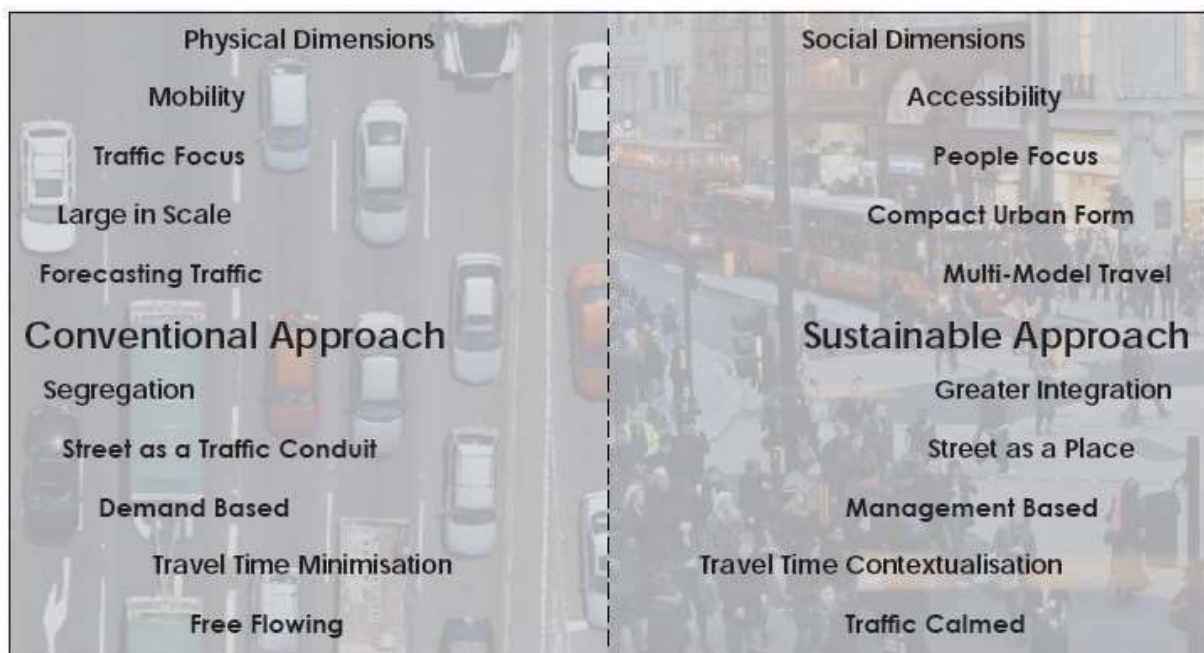 Physical Dimensions
Mobility
Traffic Focus
Large in Scale
Forecasting Traffic
Conventional Approach
Segregation
Street as a Traffic Conduit
Demand Based
Travel Time Minimisation
Free Flowing
Social Dimensions
Accessibility
People Focus
Compact Urban Form
Multi-Model Travel
Sustainable Approach
Greater Integration
Street as a Place
Management Based
Travel Time Contextualisation
Traffic Calmed